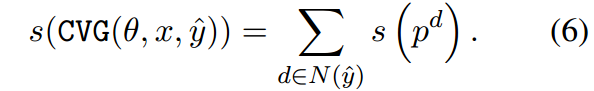 s(CVG(θ, x, ŷ)) = ∑ s(p^d). (6)
d∈N(ŷ)